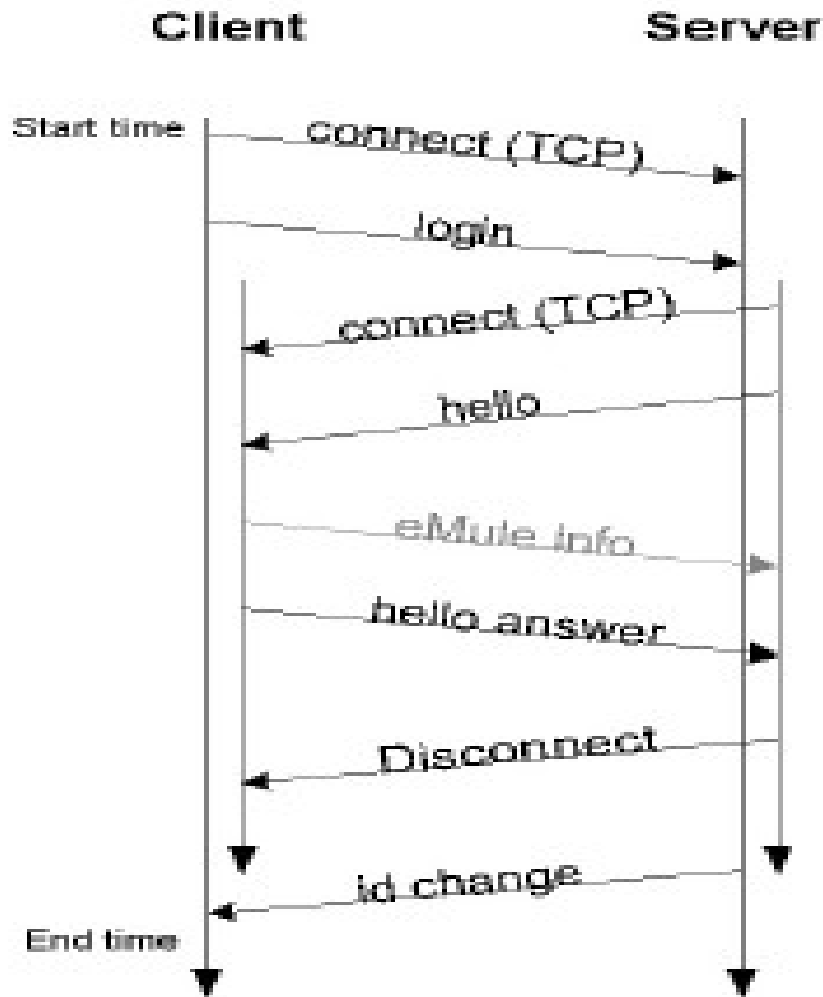 Client
Server
Start time
connect (TCP)
login
connect (TCP)
hello
eMule info
hello answer
Disconnect
id change
End time